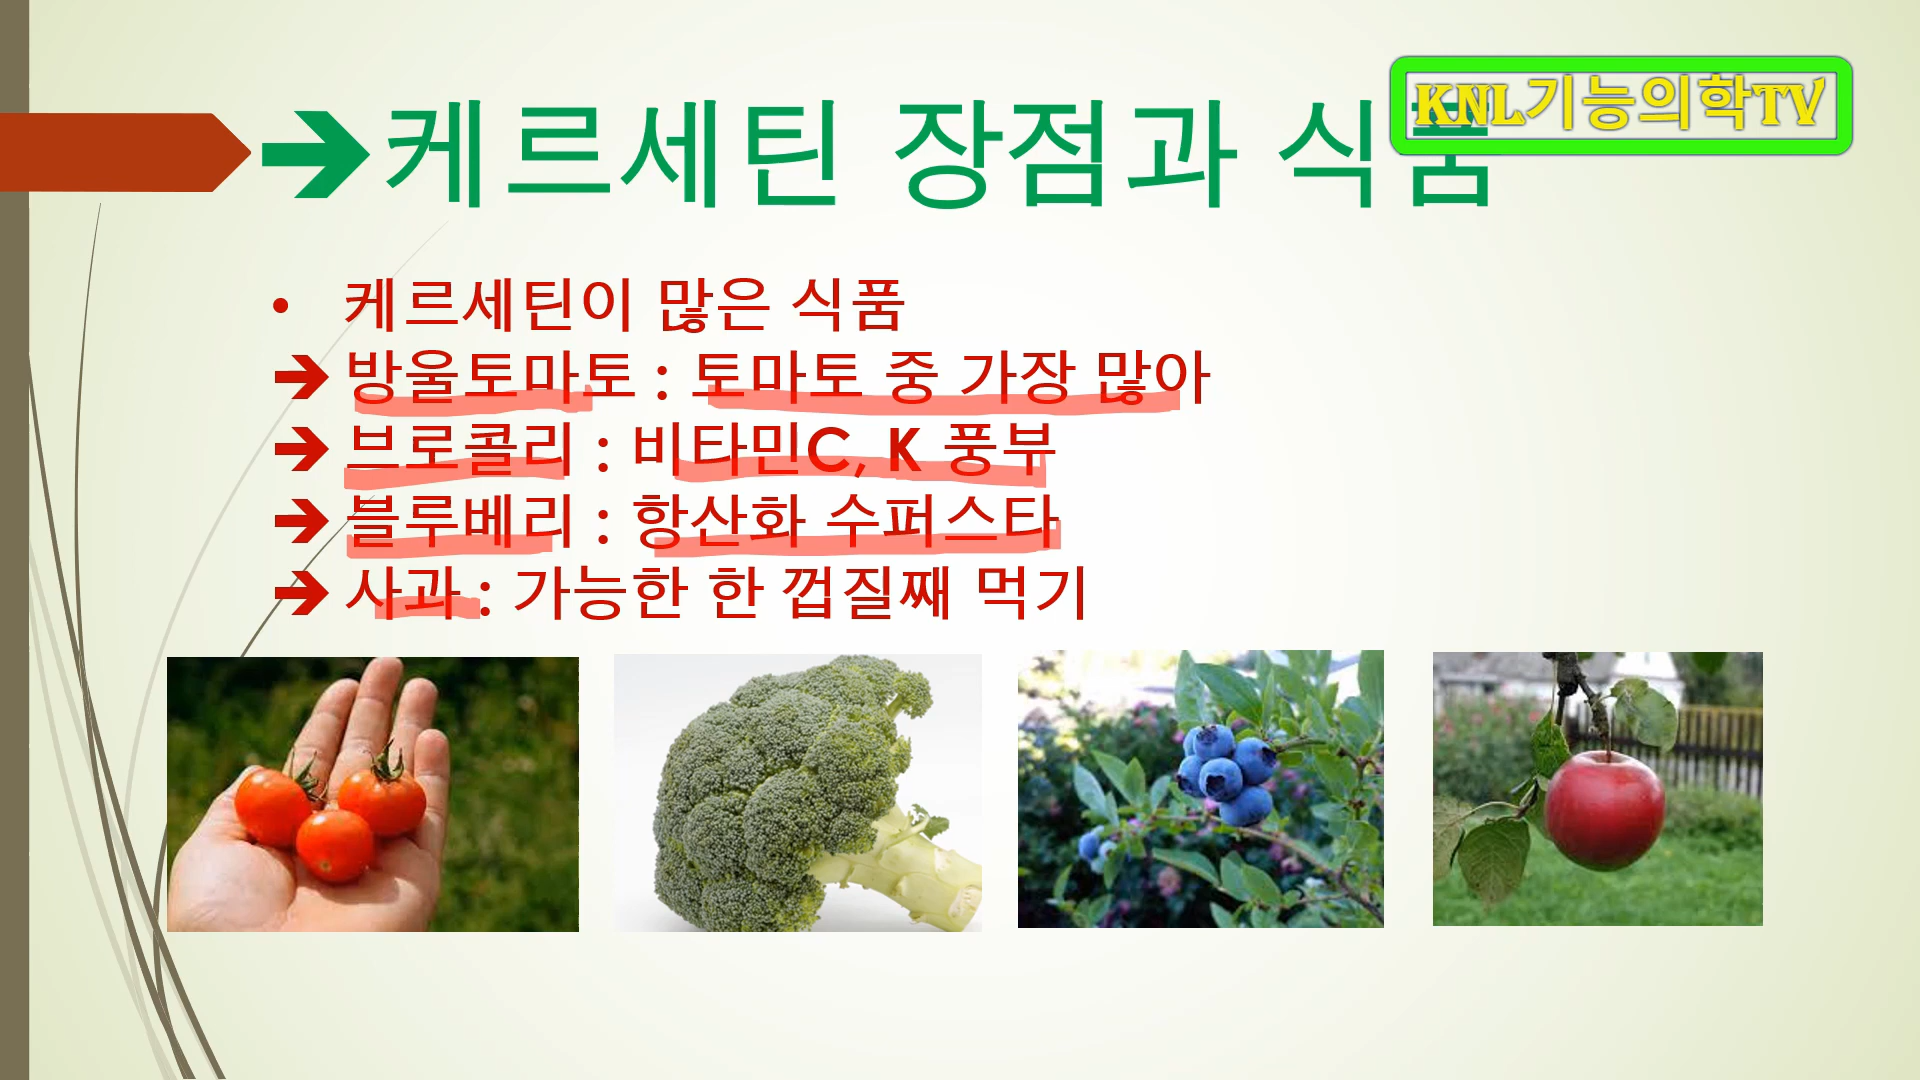 ➔케르세틴 장점과 식품
KNL기능의학TV
• 케르세틴이 많은 식품
➔ 방울토마토 : 토마토 중 가장 많아
➔ 브로콜리 : 비타민C, K 풍부
➔ 블루베리 : 항산화 수퍼스타
➔ 사과 : 가능한 한 껍질째 먹기